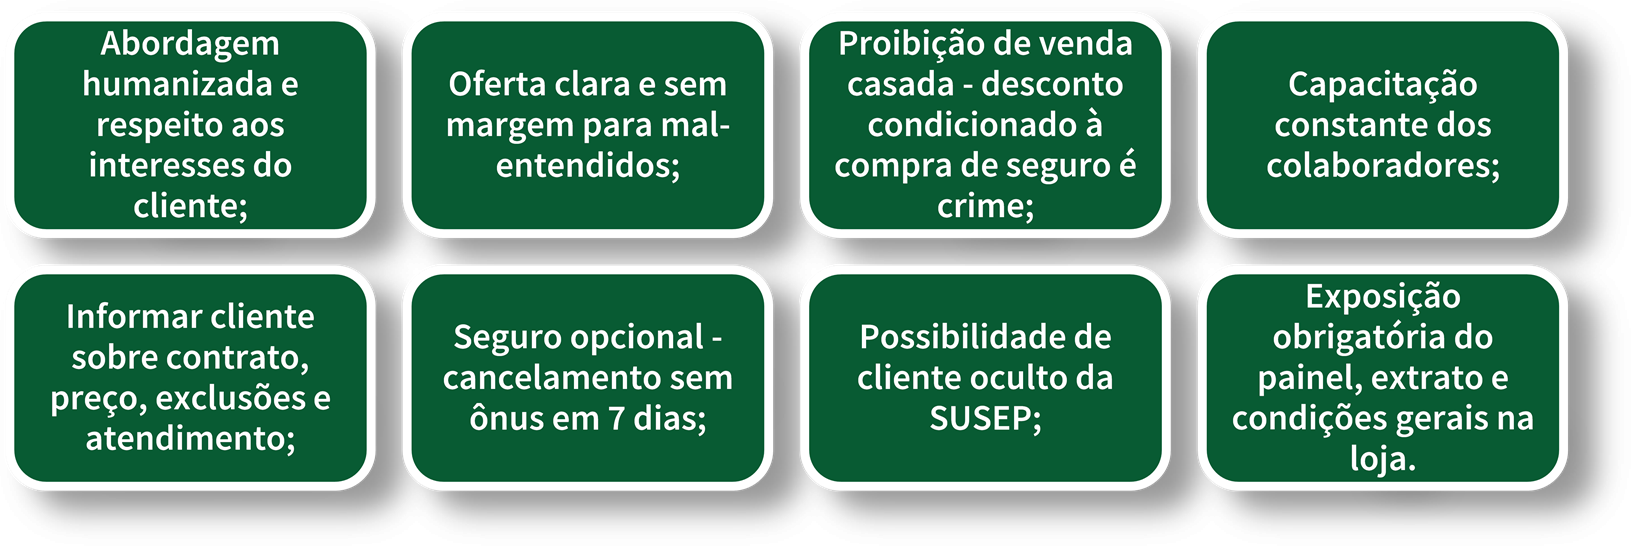 Abordagem
humanizada e
respeito aos
interesses do
cliente;
Oferta clara e sem
margem para mal-
entendidos;
Proibição de venda
casada - desconto
condicionado à
compra de seguro é
crime;
Capacitação
constante dos
colaboradores;
Informar cliente
sobre contrato,
preço, exclusões e
atendimento;
Seguro opcional -
cancelamento sem
ônus em 7 dias;
Possibilidade de
cliente oculto da
SUSEP;
Exposição
obrigatória do
painel, extrato e
condições gerais na
loja.